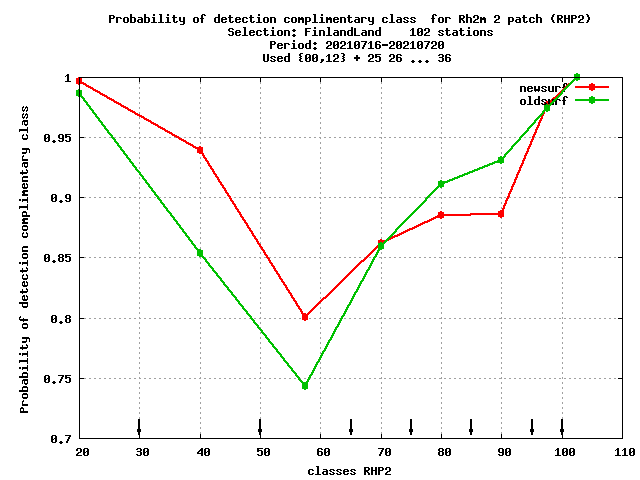 Probability of detection complimentary class  for Rh2m 2 patch (RHP2)
Selection: FinlandLand    102 stations
Period: 20210716-20210720
Used {00,12} + 25 26 ... 36
newsurf
oldsurf
Probability of detection complimentary class
1
0.95
0.9
0.85
0.8
0.75
0.7
20 30 40 50 60 70 80 90 100 110
classes RHP2